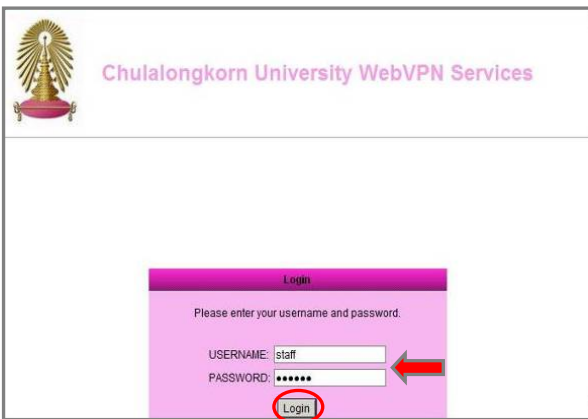 Chulalongkorn University WebVPN Services
Login
Please enter your username and password.
USERNAME: staff
PASSWORD: ●●●●●●
Login